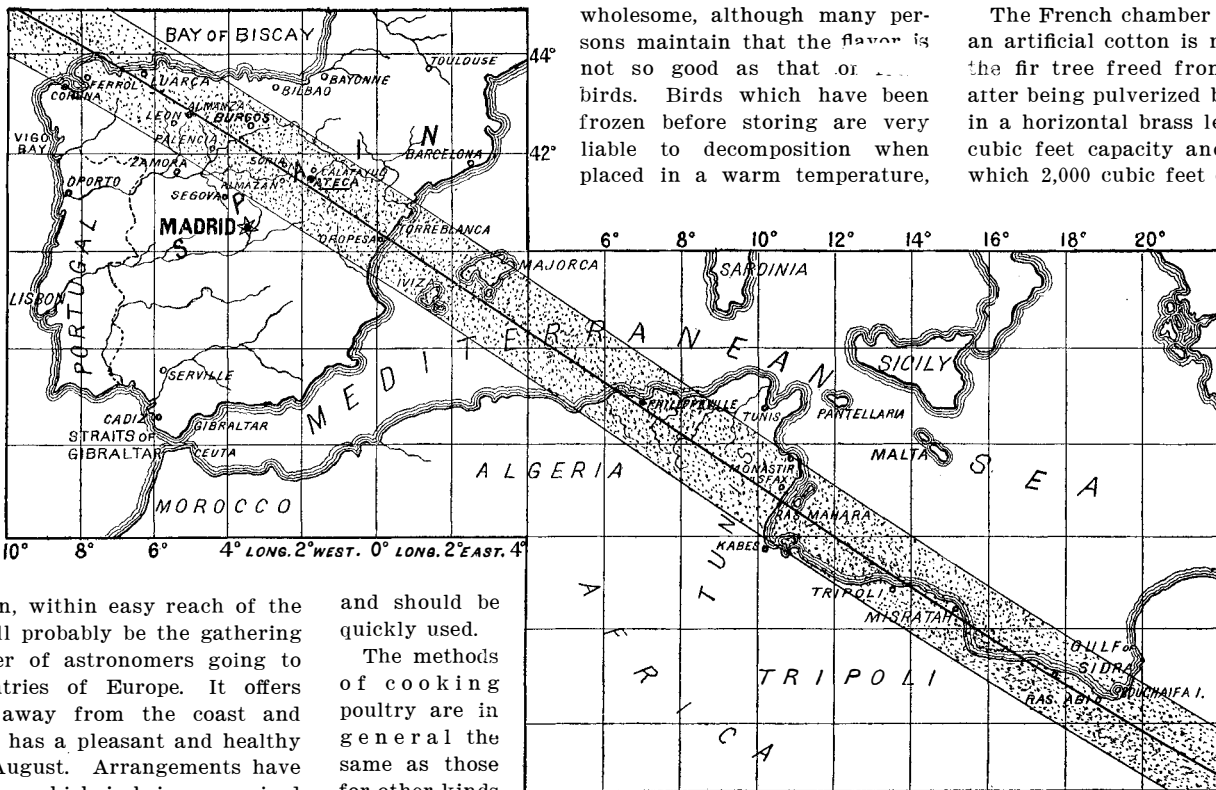 wholesome, although many per-
sons maintain that the flavor is
not so good as that of
birds. Birds which have been
frozen before storing are very
liable to decomposition when
placed in a warm temperature,
The French chamber
an artificial cotton is
the fir tree freed from
arter being pulverized
in a horizontal brass
cubic feet capacity and
which 2,000 cubic feet
BAY OF BISCAY
44°
TOULOUSE
BAYONNE
BILBAO
LUARCA
FERROL
CORUNA
ALMANZA
LEON
BURGOS
PALENCIA
VIGO
BAY
N
I
42°
BARCELONA
ZAMORA
SORIA
CALATAYUD
A
ATECA
ALMAZAN
OPORTO
SEGOVA
P
MADRID
S
OROPESA
TORREBLANCA
PORTUGAL
LISBON
IVIZA
MAJORCA
6° 8° 10° 12° 14° 16° 18° 20°
SARDINIA
MEDITERRANEAN
SEA
SICILY
SERVILLE
CADIZ
GIBRALTAR
STRAITS OF
GIBRALTAR
CEUTA
MOROCCO
ALGERIA
PHILIPPEVILLE
TUNIS
PANTELLARIA
MALTA
MONASTIR
SFAX
RAS MAHARA
KABES
TUNIS
10° 8° 6° 4° LONG. 2° WEST. 0° LONG. 2° EAST. 4°
AFRICA
TRIPOLI
MISRATAH
TRIPOLI
GULF OF
SIDRA
BOUCHAIFA I.
RAS. ABI
n, within easy reach of the
ll probably be the gathering
er of astronomers going to
ntries of Europe. It offers
away from the coast and
has a pleasant and healthy
August. Arrangements have
and should be
quickly used.
The methods
of cooking
poultry are in
general the
same as those
for other kinds